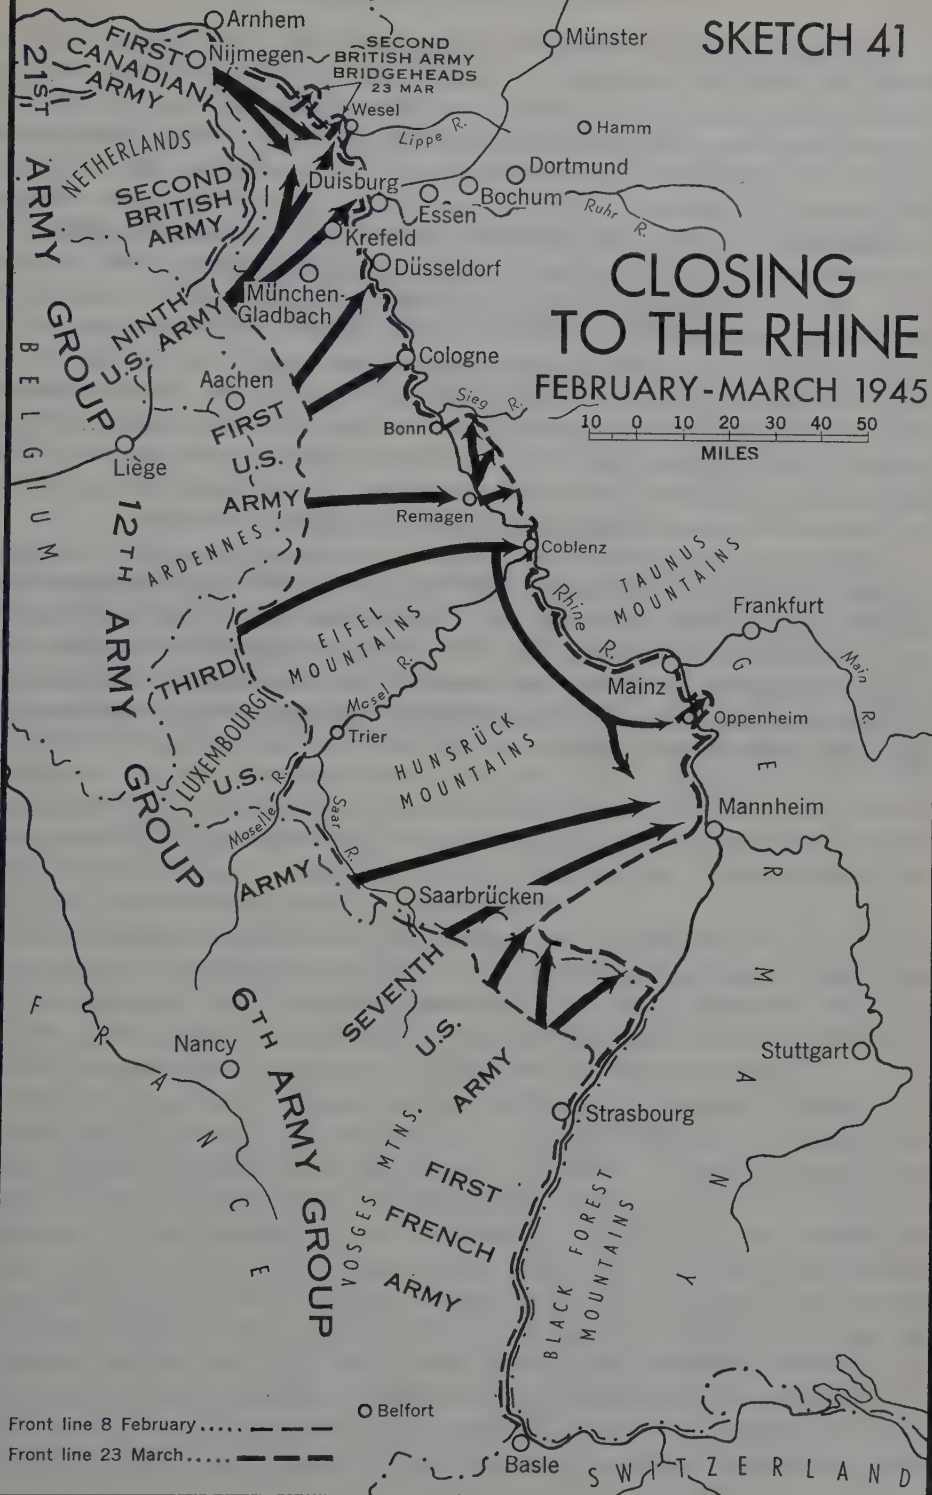 SKETCH 41
CLOSING
TO THE RHINE
FEBRUARY-MARCH 1945
10 0 10 20 30 40 50
MILES
Arnhem
FIRST
CANADIAN
ARMY
Nijmegen
SECOND
BRITISH ARMY
BRIDGEHEADS
23 MAR
Münster
21ST ARMY GROUP
Wesel
Lippe R.
Hamm
NETHERLANDS
SECOND
BRITISH
ARMY
Duisburg
Dortmund
Bochum
Essen
Ruhr R.
Krefeld
Düsseldorf
München-
Gladbach
NINTH
U.S. ARMY
BELGIUM
Cologne
Aachen
FIRST
U.S.
ARMY
Sieg R.
Bonn
Liège
Remagen
12TH ARMY GROUP
ARDENNES
Coblenz
TAUNUS
MOUNTAINS
Rhine R.
EIFEL
MOUNTAINS
Frankfurt
Main R.
THIRD
U.S.
ARMY
Mosel R.
Mainz
Oppenheim
LUXEMBOURG
Trier
HUNSRÜCK
MOUNTAINS
GERMANY
Moselle R.
Saar R.
Mannheim
Saarbrücken
SEVENTH
U.S.
ARMY
FRANCE
6TH ARMY GROUP
Nancy
Stuttgart
Strasbourg
VOSGES MTNS.
FIRST
FRENCH
ARMY
BLACK FOREST
MOUNTAINS
Belfort
Basle
SWITZERLAND
Front line 8 February.....
Front line 23 March.....